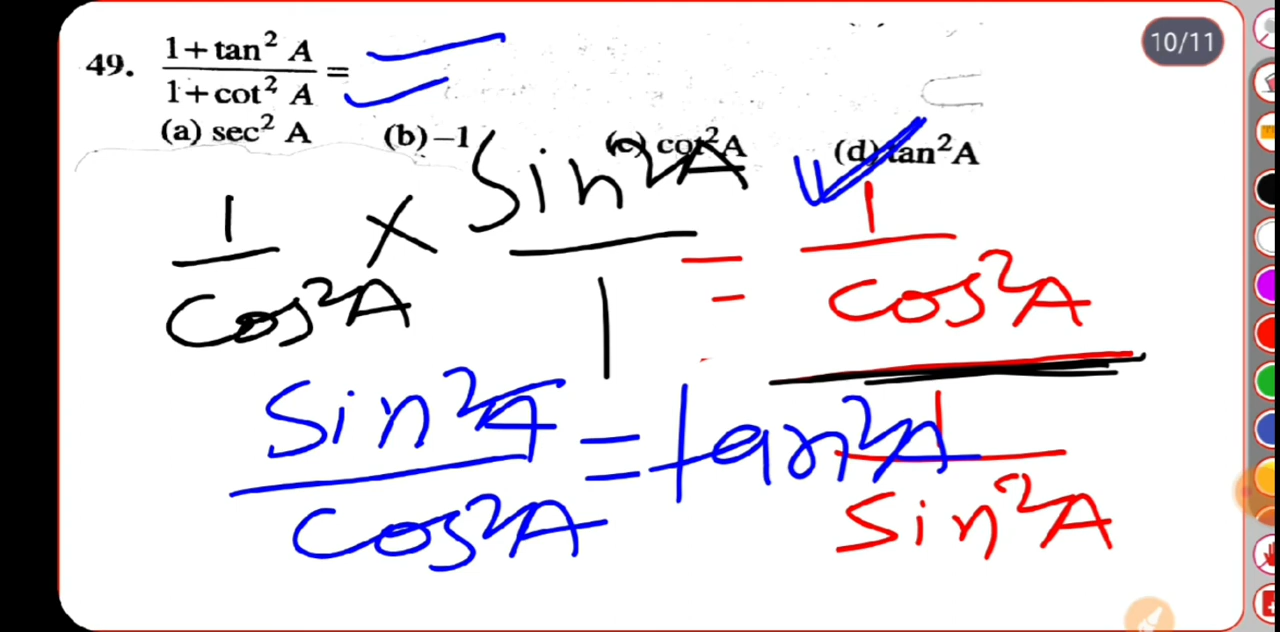 10/11
49. 1+tan² A / 1+cot² A =
(a) sec² A (b) –1 (c) cot²A (d) tan²A
1/cos²A × sin²A/1 = 1/cos²A / 1/sin²A
sin²A/cos²A = tan²A